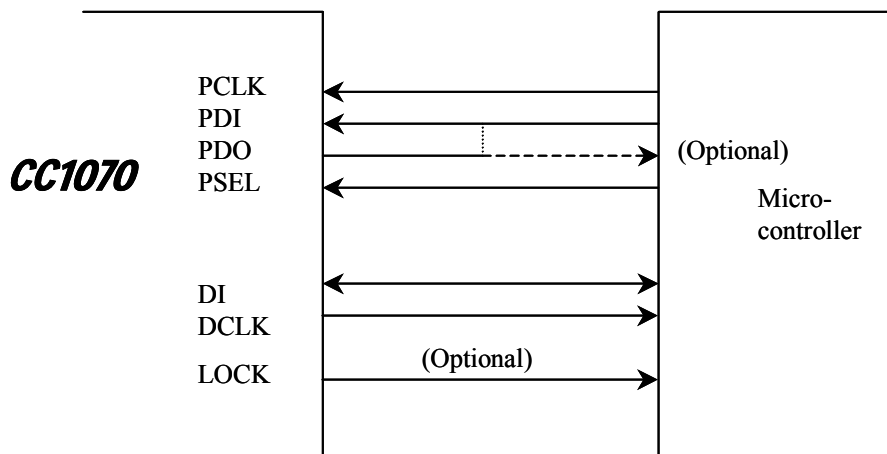 PCLK
PDI
PDO
(Optional)
CC1070
PSEL
Micro-
controller
DI
DCLK
(Optional)
LOCK